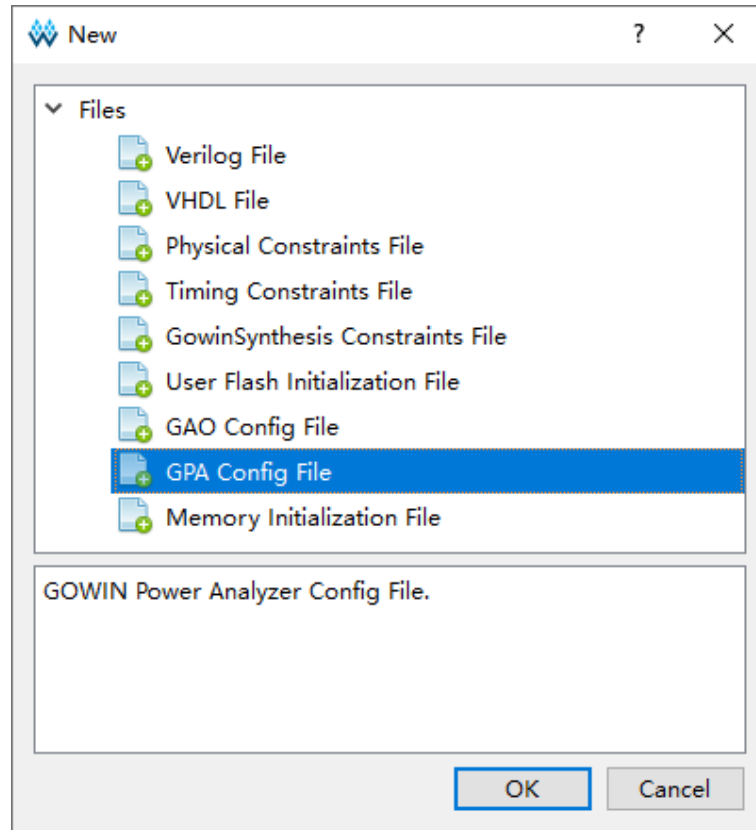 New
Files
Verilog File
VHDL File
Physical Constraints File
Timing Constraints File
GowinSynthesis Constraints File
User Flash Initialization File
GAO Config File
GPA Config File
Memory Initialization File
GOWIN Power Analyzer Config File.
OK Cancel